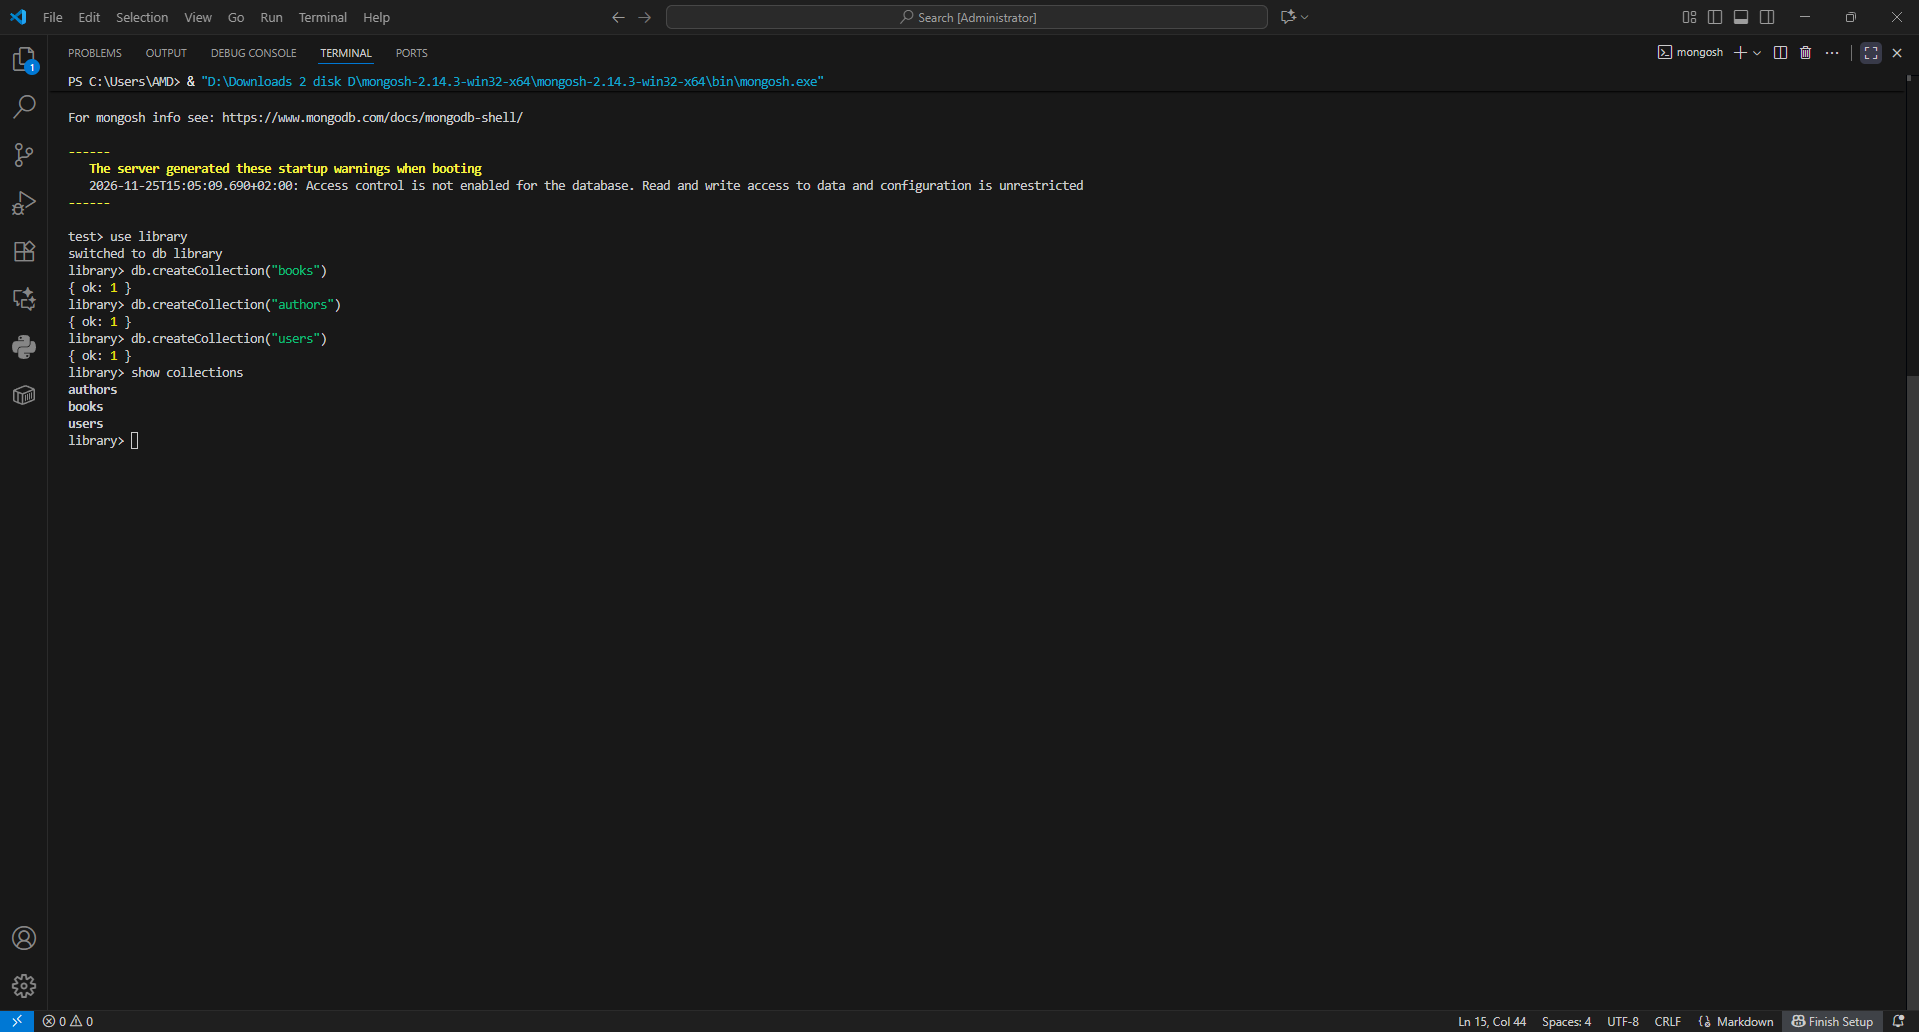 File Edit Selection View Go Run Terminal Help
Search [Administrator]
PROBLEMS OUTPUT DEBUG CONSOLE TERMINAL PORTS
mongosh
PS C:\Users\AMD> & "D:\Downloads 2 disk D\mongosh-2.14.3-win32-x64\mongosh-2.14.3-win32-x64\bin\mongosh.exe"
For mongosh info see: https://www.mongodb.com/docs/mongodb-shell/
------
The server generated these startup warnings when booting
2026-11-25T15:05:09.690+02:00: Access control is not enabled for the database. Read and write access to data and configuration is unrestricted
------
test> use library
switched to db library
library> db.createCollection("books")
{ ok: 1 }
library> db.createCollection("authors")
{ ok: 1 }
library> db.createCollection("users")
{ ok: 1 }
library> show collections
authors
books
users
library>
1
0 0
Ln 15, Col 44 Spaces: 4 UTF-8 CRLF Markdown Finish Setup